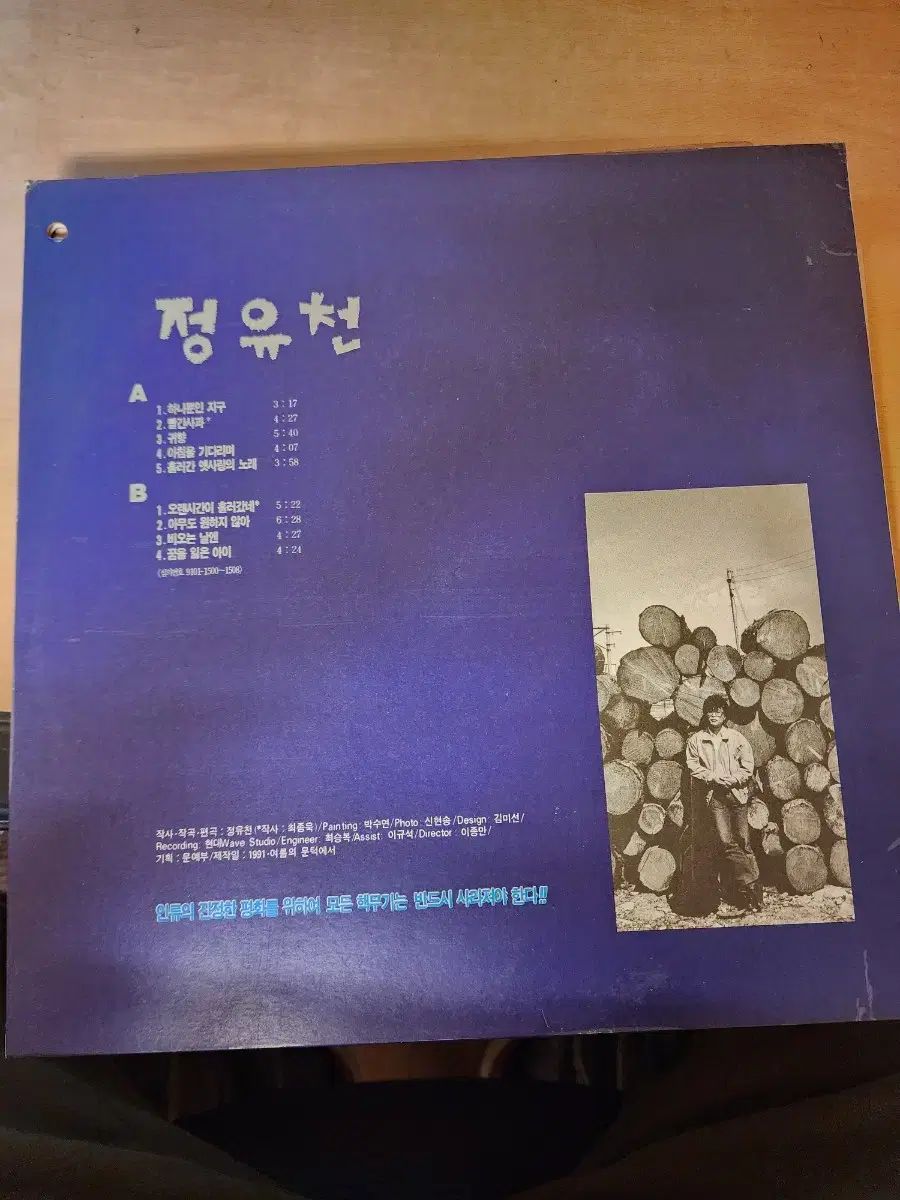 정유천
A
1.하나뿐인 지구 3:17
2.빨간사과* 4:27
3.귀향 5:40
4.아침을 기다리며 4:07
5.흘러간 옛사랑의 노래 3:58
B
1.오랜시간이 흘러갔네* 5:22
2.아무도 원하지 않아 6:28
3.비오는 날엔 4:27
4.꿈을 잃은 아이 4:24
(심의번호 9101-1500~1508)
작사·작곡·편곡 : 정유천(*작사 : 최종욱)/Painting : 박수연/Photo : 신현승/Design : 김미선/
Recording : 현대Wave Studio/Engineer : 최승복/Assist : 이규석/Director : 이종만/
기획 : 문예부/제작일 : 1991·여름의 문턱에서
인류의 진정한 평화를 위하여 모든 핵무기는 반드시 사라져야 한다!!